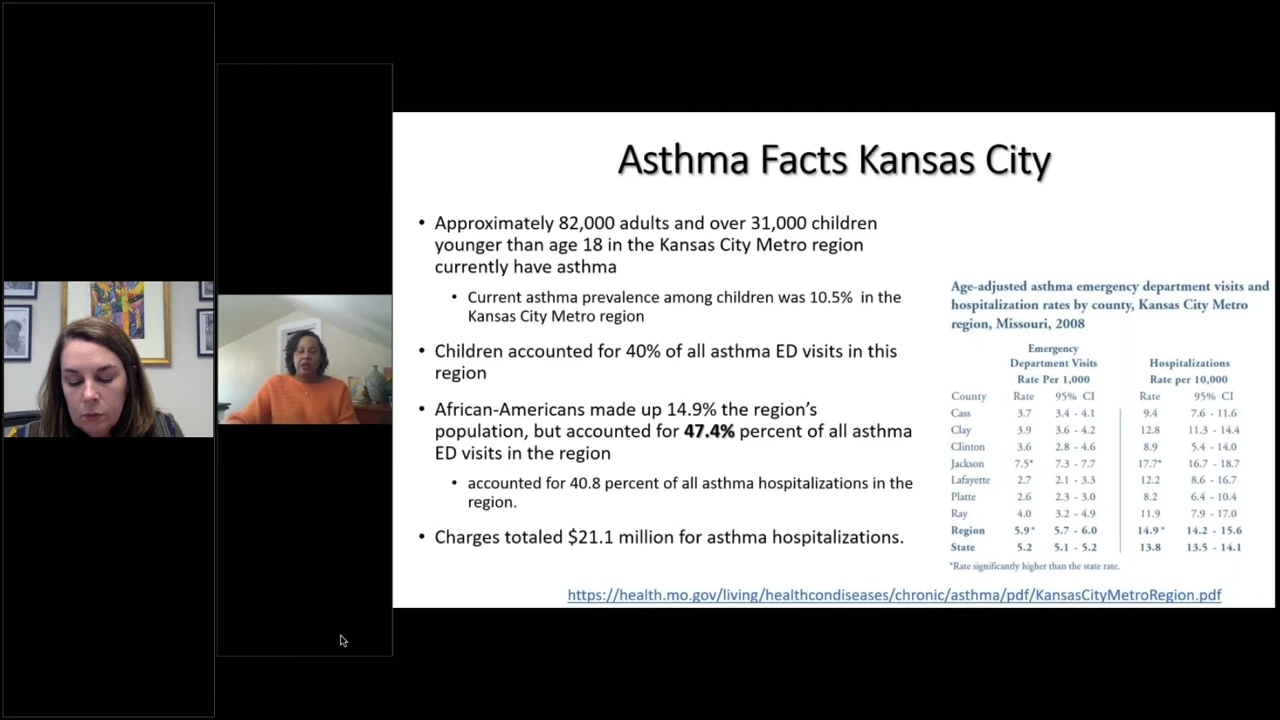 Asthma Facts Kansas City
• Approximately 82,000 adults and over 31,000 children
younger than age 18 in the Kansas City Metro region
currently have asthma
• Current asthma prevalence among children was 10.5% in the
Kansas City Metro region
• Children accounted for 40% of all asthma ED visits in this
region
• African-Americans made up 14.9% the region's
population, but accounted for 47.4% percent of all asthma
ED visits in the region
• accounted for 40.8 percent of all asthma hospitalizations in the
region.
• Charges totaled $21.1 million for asthma hospitalizations.
Age-adjusted asthma emergency department visits and
hospitalization rates by county, Kansas City Metro
region, Missouri, 2008
Emergency
Department Visits Hospitalizations
Rate Per 1,000 Rate per 10,000
County Rate 95% CI Rate 95% CI
Cass 3.7 3.4 - 4.1 9.4 7.6 - 11.6
Clay 3.9 3.6 - 4.2 12.8 11.3 - 14.4
Clinton 3.6 2.8 - 4.6 8.9 5.4 - 14.0
Jackson 7.5* 7.3 - 7.7 17.7* 16.7 - 18.7
Lafayette 2.7 2.1 - 3.3 12.2 8.6 - 16.7
Platte 2.6 2.3 - 3.0 8.2 6.4 - 10.4
Ray 4.0 3.2 - 4.9 11.9 7.9 - 17.0
Region 5.9* 5.7 - 6.0 14.9* 14.2 - 15.6
State 5.2 5.1 - 5.2 13.8 13.5 - 14.1
*Rate significantly higher than the state rate.
https://health.mo.gov/living/healthcondiseases/chronic/asthma/pdf/KansasCityMetroRegion.pdf